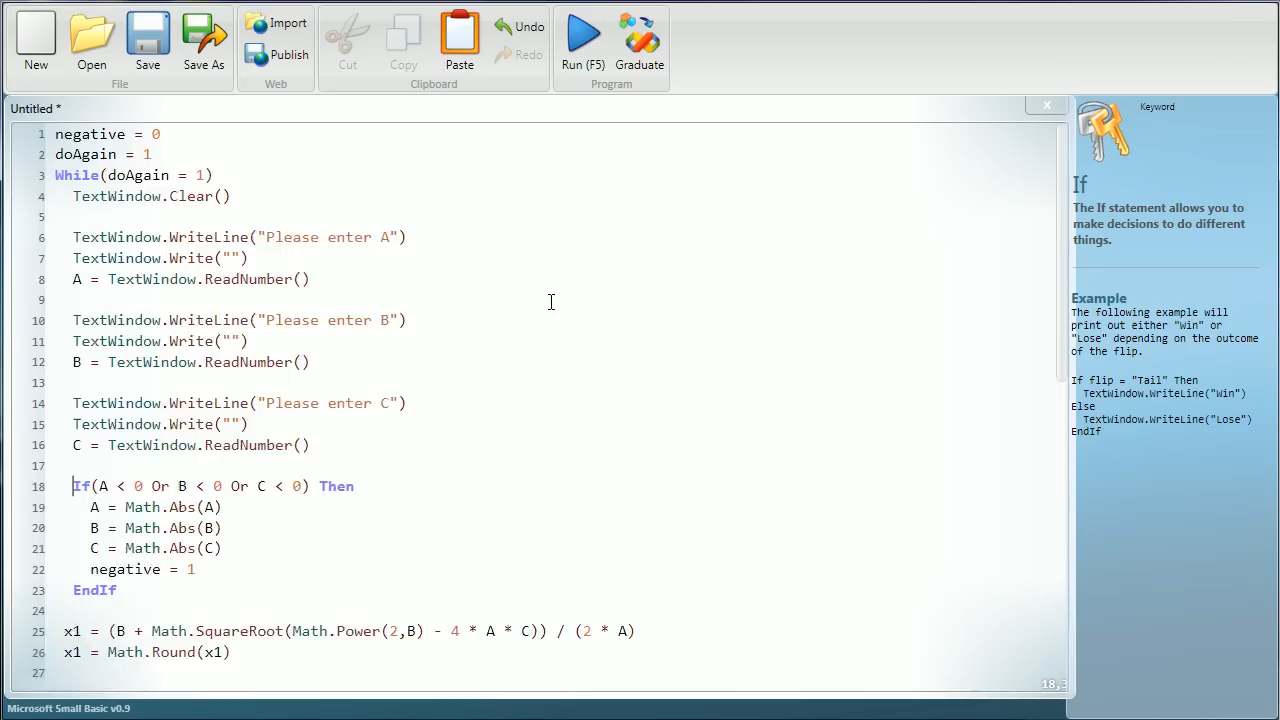 New
Open
Save
Save As
File
Import
Publish
Web
Cut
Copy
Paste
Undo
Redo
Clipboard
Run (F5)
Graduate
Program
Untitled *
1 negative = 0
2 doAgain = 1
3 While(doAgain = 1)
4 TextWindow.Clear()
5
6 TextWindow.WriteLine("Please enter A")
7 TextWindow.Write("")
8 A = TextWindow.ReadNumber()
9
10 TextWindow.WriteLine("Please enter B")
11 TextWindow.Write("")
12 B = TextWindow.ReadNumber()
13
14 TextWindow.WriteLine("Please enter C")
15 TextWindow.Write("")
16 C = TextWindow.ReadNumber()
17
18 If(A < 0 Or B < 0 Or C < 0) Then
19 A = Math.Abs(A)
20 B = Math.Abs(B)
21 C = Math.Abs(C)
22 negative = 1
23 EndIf
24
25 x1 = (B + Math.SquareRoot(Math.Power(2,B) - 4 * A * C)) / (2 * A)
26 x1 = Math.Round(x1)
27
18,3
Keyword
If
The If statement allows you to
make decisions to do different
things.
Example
The following example will
print out either "Win" or
"Lose" depending on the outcome
of the flip.
If flip = "Tail" Then
TextWindow.WriteLine("Win")
Else
TextWindow.WriteLine("Lose")
EndIf
Microsoft Small Basic v0.9